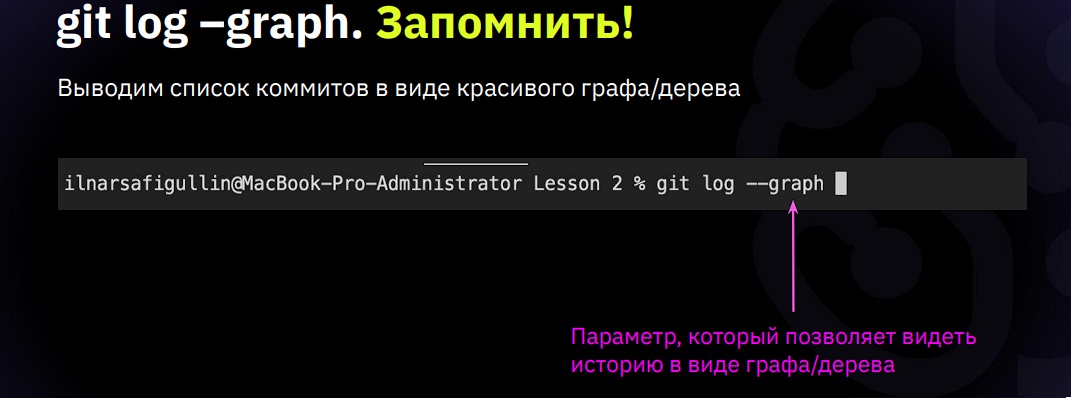 git log –graph. Запомнить!
Выводим список коммитов в виде красивого графа/дерева
ilnarsafigullin@MacBook-Pro-Administrator Lesson 2 % git log --graph
Параметр, который позволяет видеть
историю в виде графа/дерева